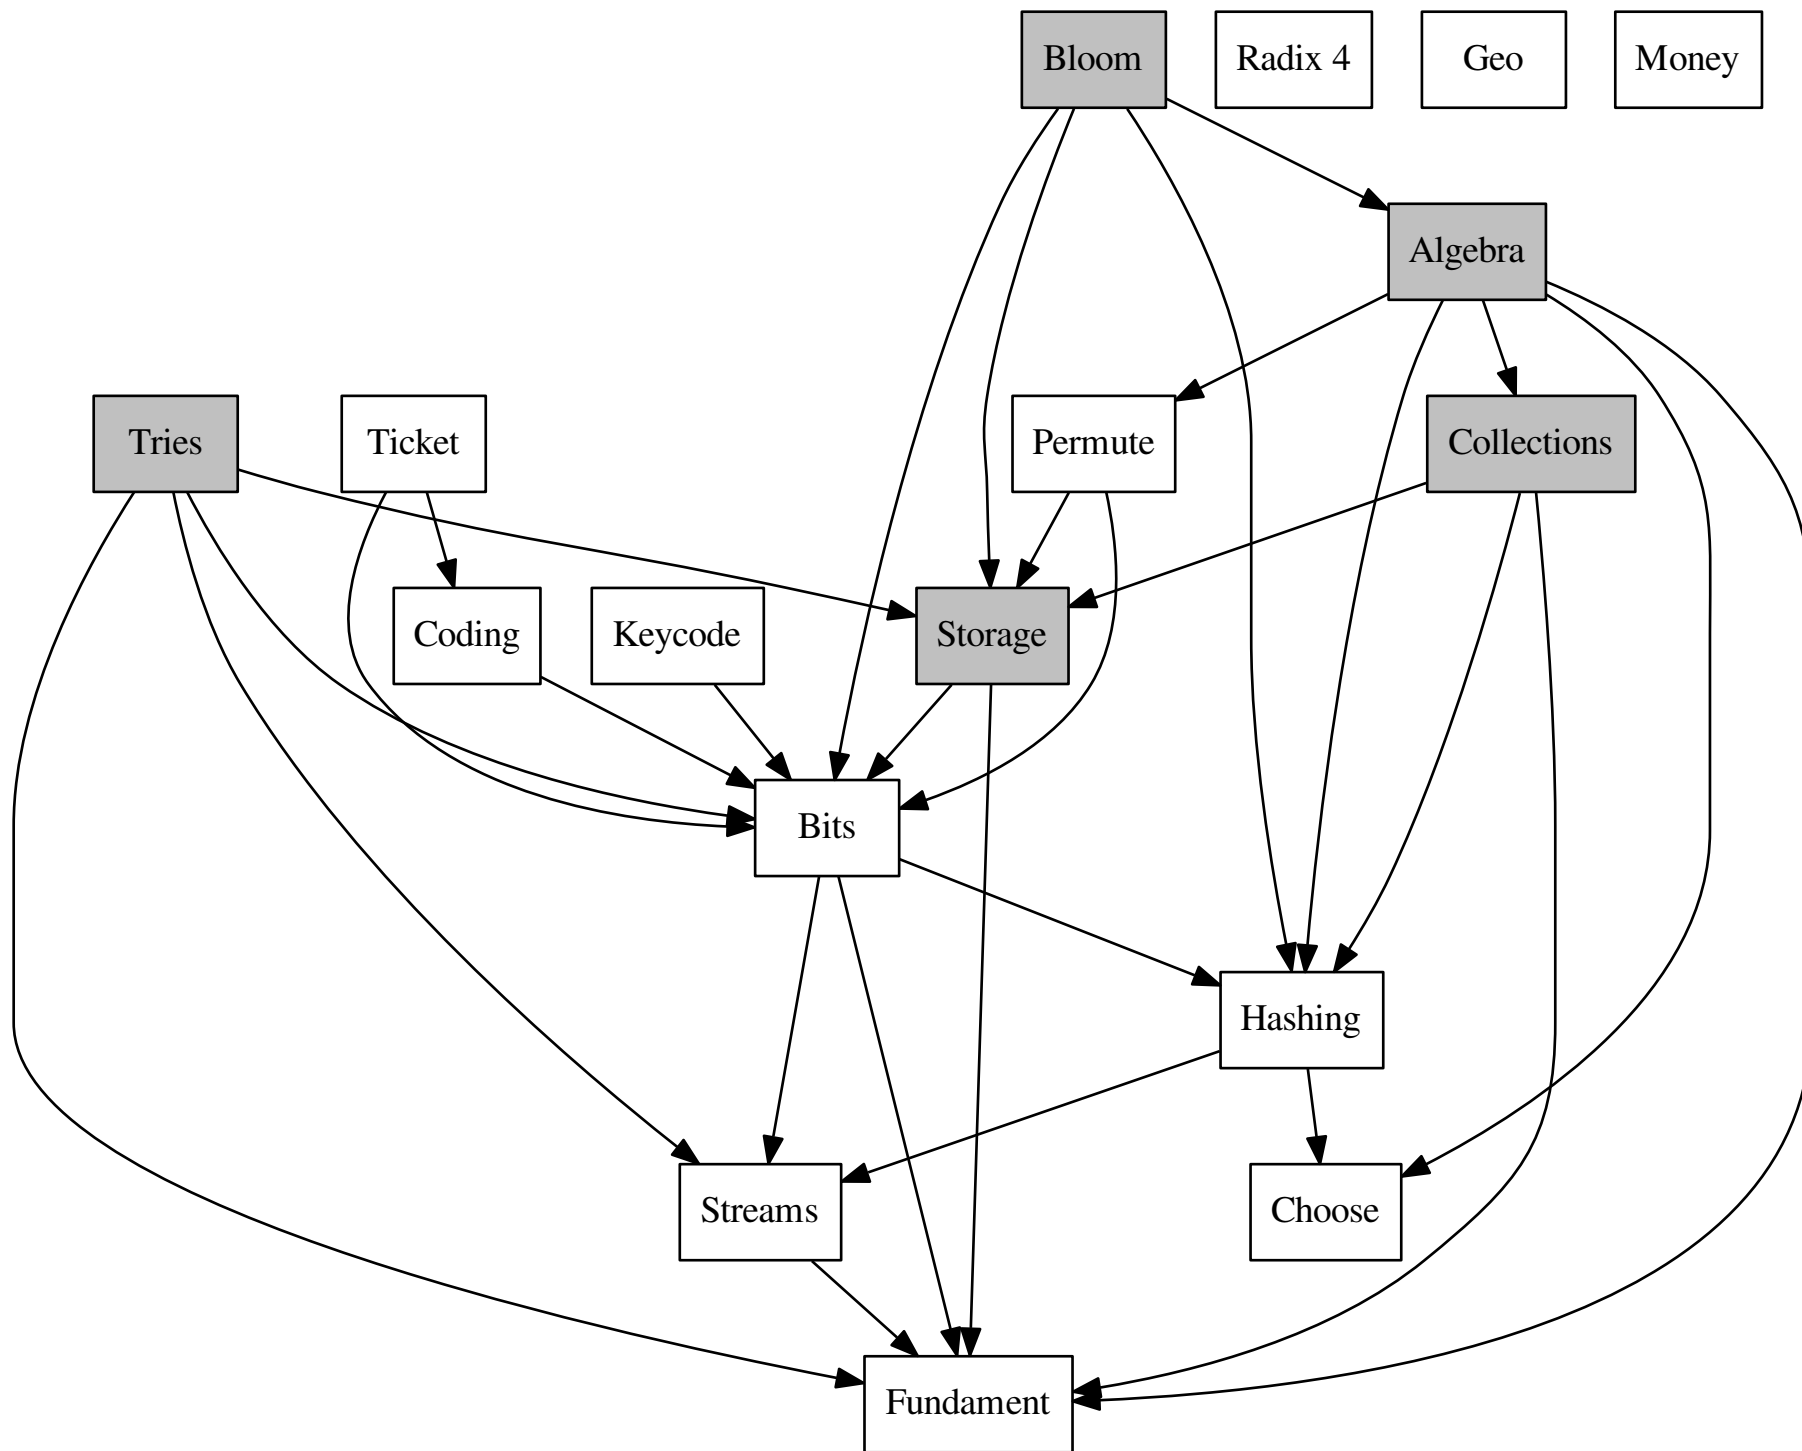 Bloom
Radix 4
Geo
Money
Algebra
Tries
Ticket
Permute
Collections
Coding
Keycode
Storage
Bits
Hashing
Streams
Choose
Fundament